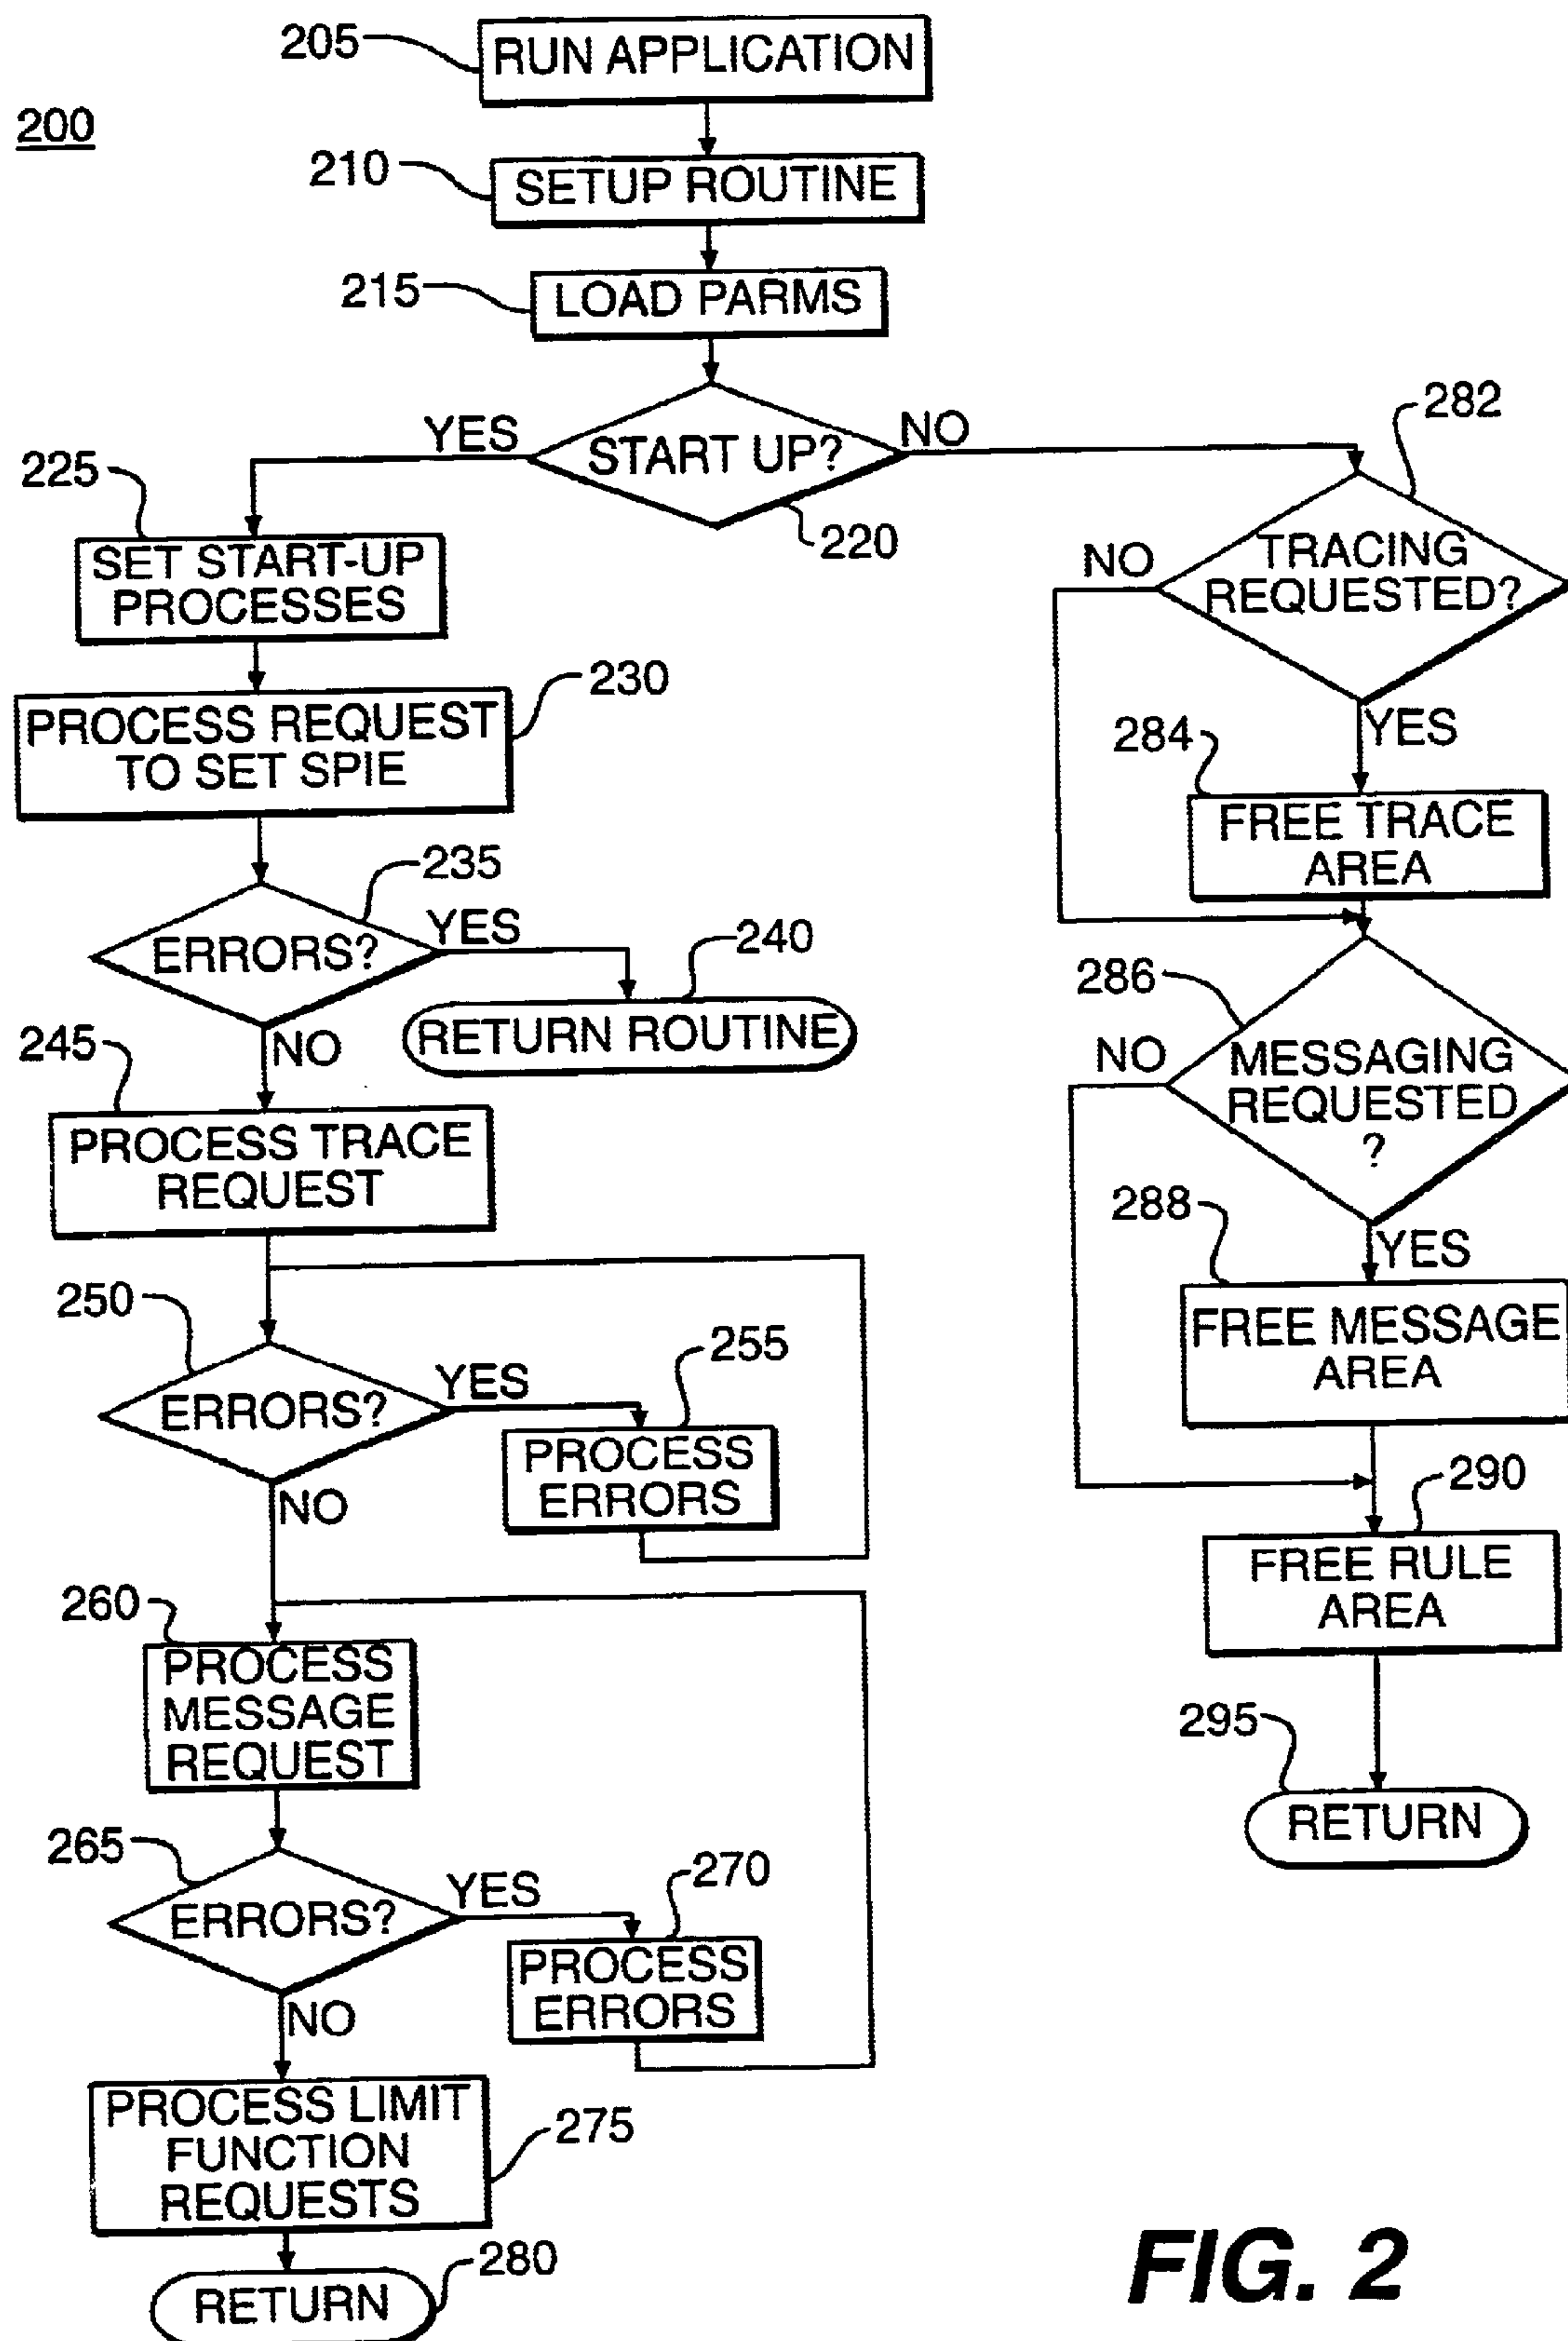 200
205
RUN APPLICATION
210
SETUP ROUTINE
215
LOAD PARMS
START UP?
220
YES
NO
225
SET START-UP
PROCESSES
230
PROCESS REQUEST
TO SET SPIE
235
ERRORS?
YES
240
RETURN ROUTINE
NO
245
PROCESS TRACE
REQUEST
250
ERRORS?
YES
255
PROCESS
ERRORS
NO
260
PROCESS
MESSAGE
REQUEST
265
ERRORS?
YES
270
PROCESS
ERRORS
NO
PROCESS LIMIT
FUNCTION
REQUESTS
275
RETURN
280
282
TRACING
REQUESTED?
NO
YES
284
FREE TRACE
AREA
286
NO
MESSAGING
REQUESTED
?
YES
288
FREE MESSAGE
AREA
290
FREE RULE
AREA
295
RETURN
FIG. 2